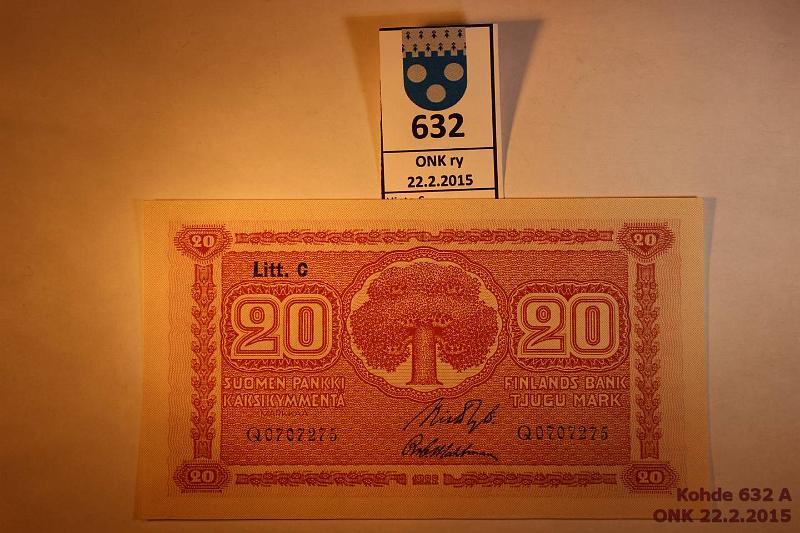 632
ONK ry
22.2.2015
20 20
Litt. C
20 20
SUOMEN PANKKI FINLANDS BANK
KAKSIKYMMENTÄ TJUGU MARK
Q0707275 Q0707275
20 1922 20
Kohde 632 A
ONK 22.2.2015